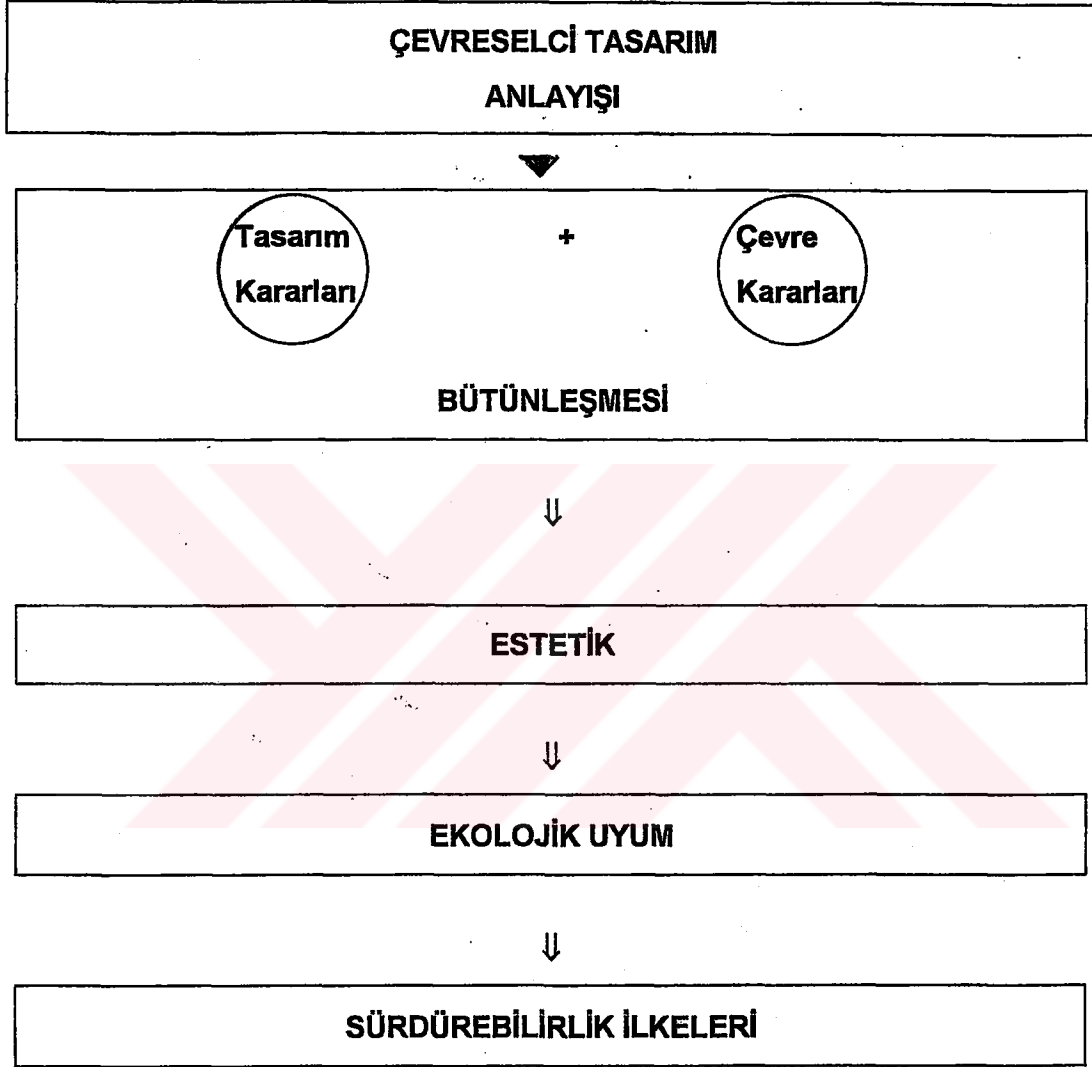 ÇEVRESELCİ TASARIM
ANLAYIŞI
Tasarım + Çevre
Kararları Kararları
BÜTÜNLEŞMESİ
⇓
ESTETİK
⇓
EKOLOJİK UYUM
⇓
SÜRDÜREBİLİRLİK İLKELERİ